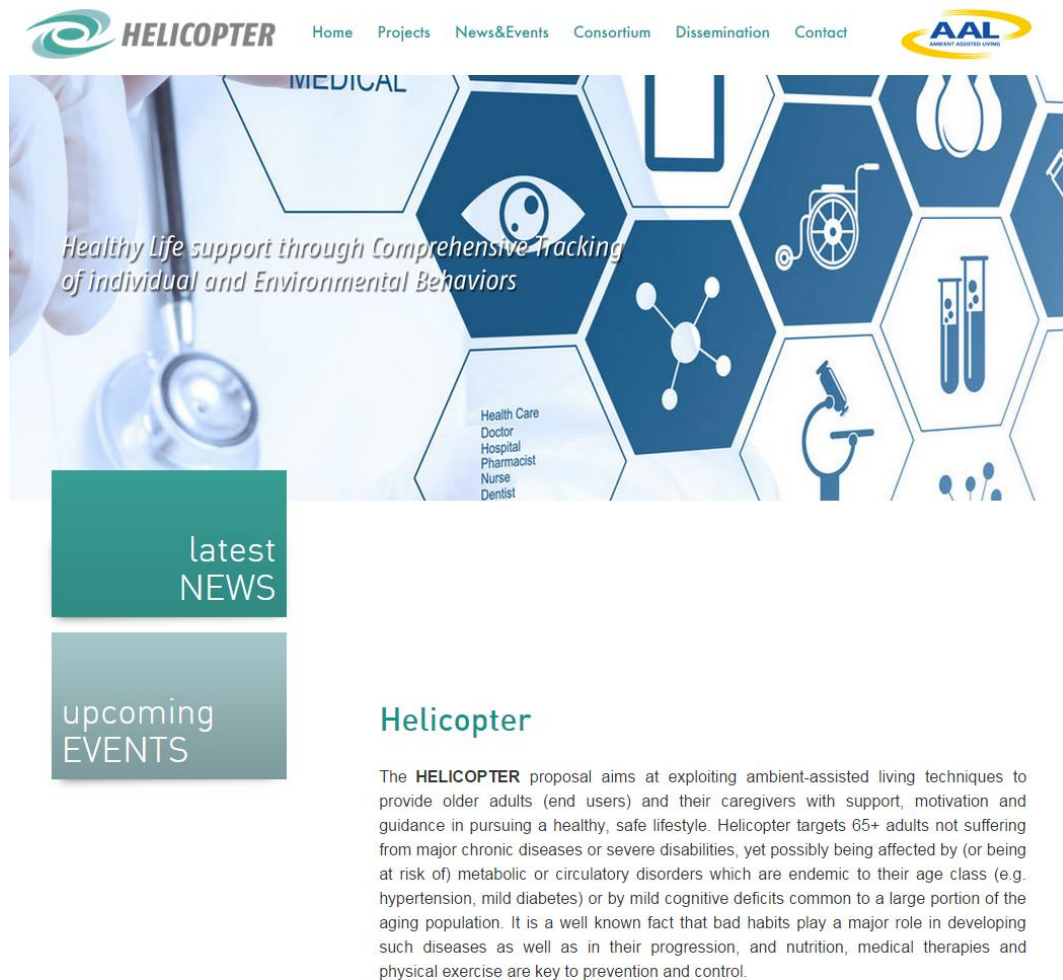 HELICOPTER
Home Projects News&Events Consortium Dissemination Contact
AAL
AMBIENT ASSISTED LIVING
MEDICAL
Healthy Life support through Comprehensive Tracking
of individual and Environmental Behaviors
Health Care
Doctor
Hospital
Pharmacist
Nurse
Dentist
latest
NEWS
upcoming
EVENTS
Helicopter
The HELICOPTER proposal aims at exploiting ambient-assisted living techniques to
provide older adults (end users) and their caregivers with support, motivation and
guidance in pursuing a healthy, safe lifestyle. Helicopter targets 65+ adults not suffering
from major chronic diseases or severe disabilities, yet possibly being affected by (or being
at risk of) metabolic or circulatory disorders which are endemic to their age class (e.g.
hypertension, mild diabetes) or by mild cognitive deficits common to a large portion of the
aging population. It is a well known fact that bad habits play a major role in developing
such diseases as well as in their progression, and nutrition, medical therapies and
physical exercise are key to prevention and control.